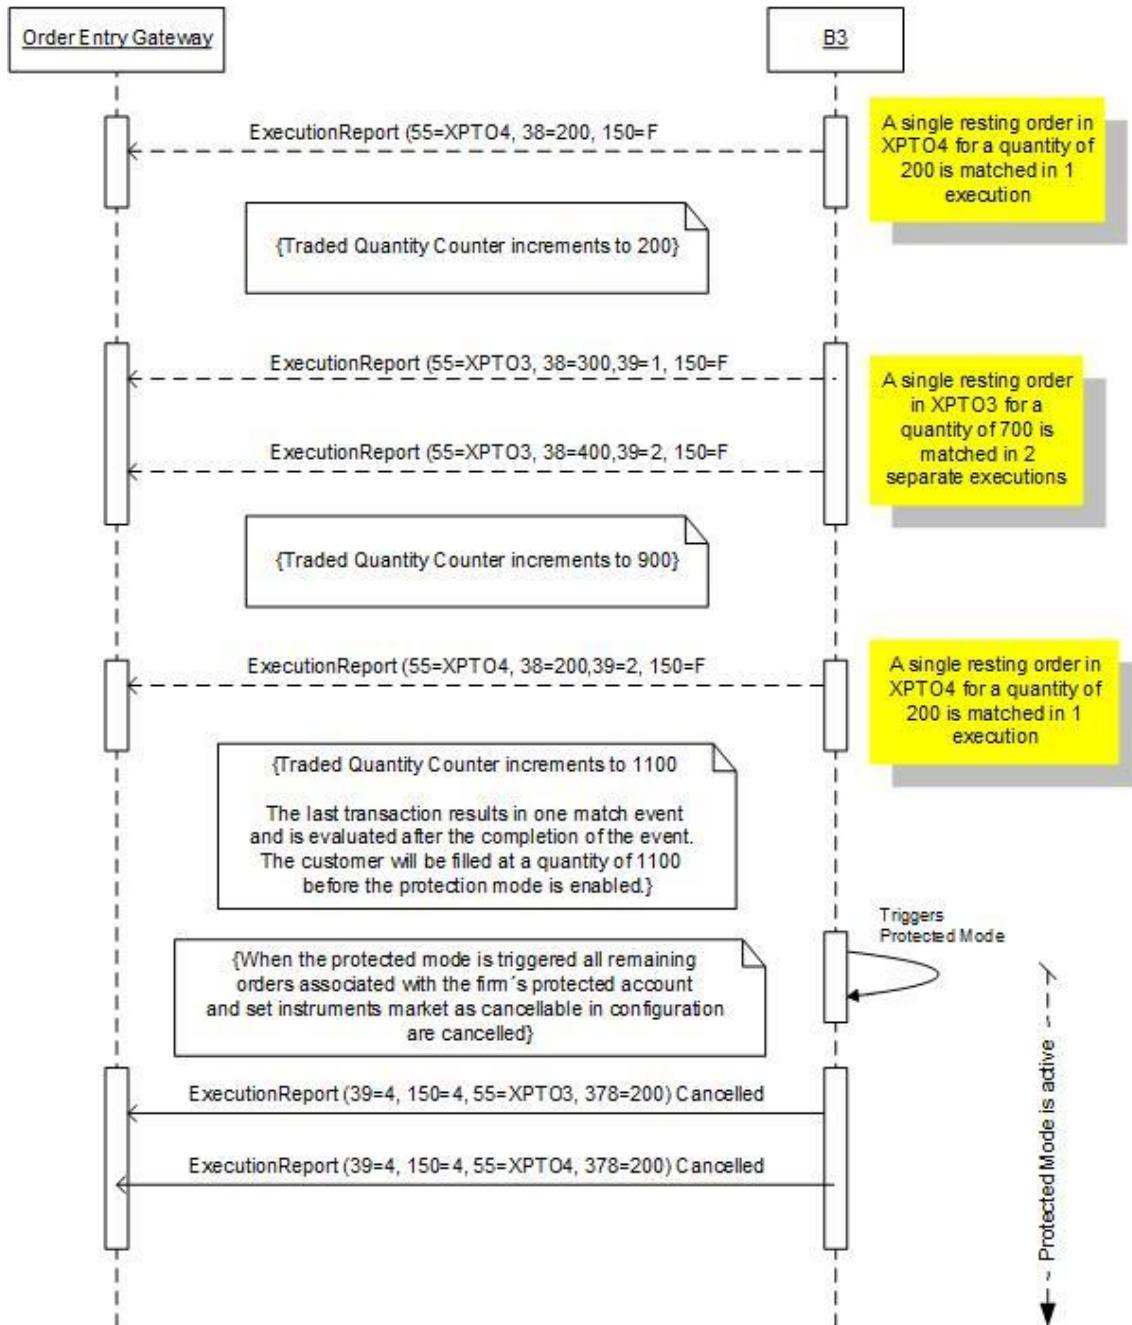 Order Entry Gateway
B3
ExecutionReport (55=XPTO4, 38=200, 150=F
A single resting order in
XPTO4 for a quantity of
200 is matched in 1
execution
{Traded Quantity Counter increments to 200}
ExecutionReport (55=XPTO3, 38=300,39=1, 150=F
A single resting order
in XPTO3 for a
quantity of 700 is
matched in 2
separate executions
ExecutionReport (55=XPTO3, 38=400,39=2, 150=F
{Traded Quantity Counter increments to 900}
ExecutionReport (55=XPTO4, 38=200,39=2, 150=F
A single resting order in
XPTO4 for a quantity of
200 is matched in 1
execution
{Traded Quantity Counter increments to 1100
The last transaction results in one match event
and is evaluated after the completion of the event.
The customer will be filled at a quantity of 1100
before the protection mode is enabled.}
Triggers
Protected Mode
{When the protected mode is triggered all remaining
orders associated with the firm´s protected account
and set instruments market as cancellable in configuration
are cancelled}
ExecutionReport (39=4, 150=4, 55=XPTO3, 378=200) Cancelled
ExecutionReport (39=4, 150=4, 55=XPTO4, 378=200) Cancelled
Protected Mode is active